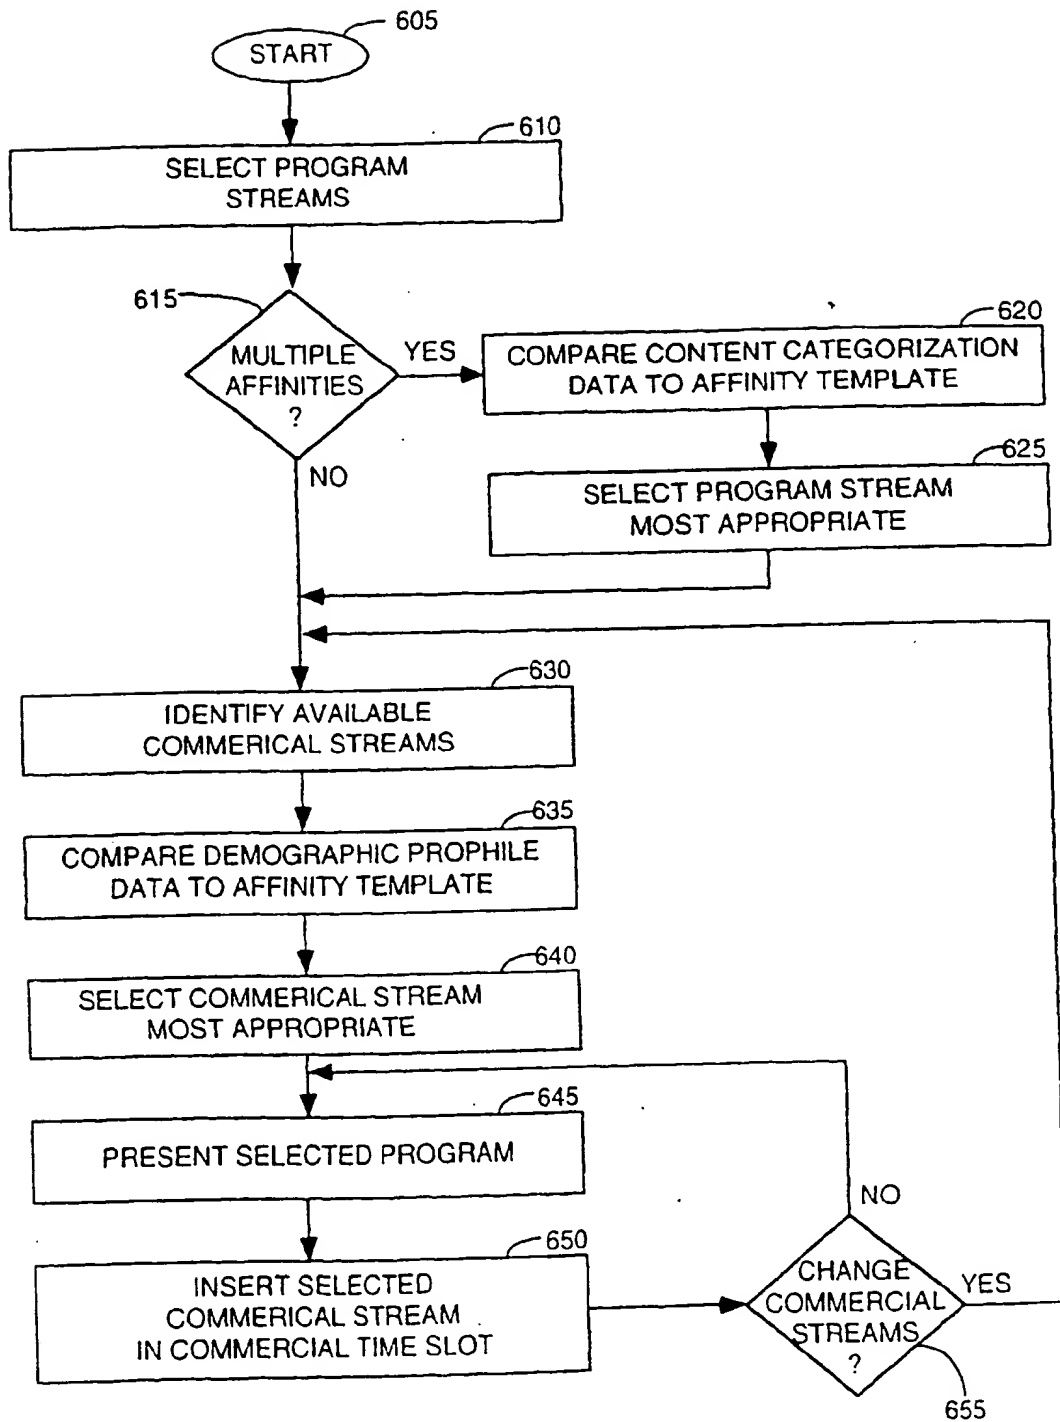 605
START
610
SELECT PROGRAM
STREAMS
615
MULTIPLE
AFFINITIES
?
YES
NO
620
COMPARE CONTENT CATEGORIZATION
DATA TO AFFINITY TEMPLATE
625
SELECT PROGRAM STREAM
MOST APPROPRIATE
630
IDENTIFY AVAILABLE
COMMERICAL STREAMS
635
COMPARE DEMOGRAPHIC PROPHILE
DATA TO AFFINITY TEMPLATE
640
SELECT COMMERICAL STREAM
MOST APPROPRIATE
645
PRESENT SELECTED PROGRAM
650
INSERT SELECTED
COMMERICAL STREAM
IN COMMERCIAL TIME SLOT
NO
CHANGE
COMMERCIAL
STREAMS
?
YES
655